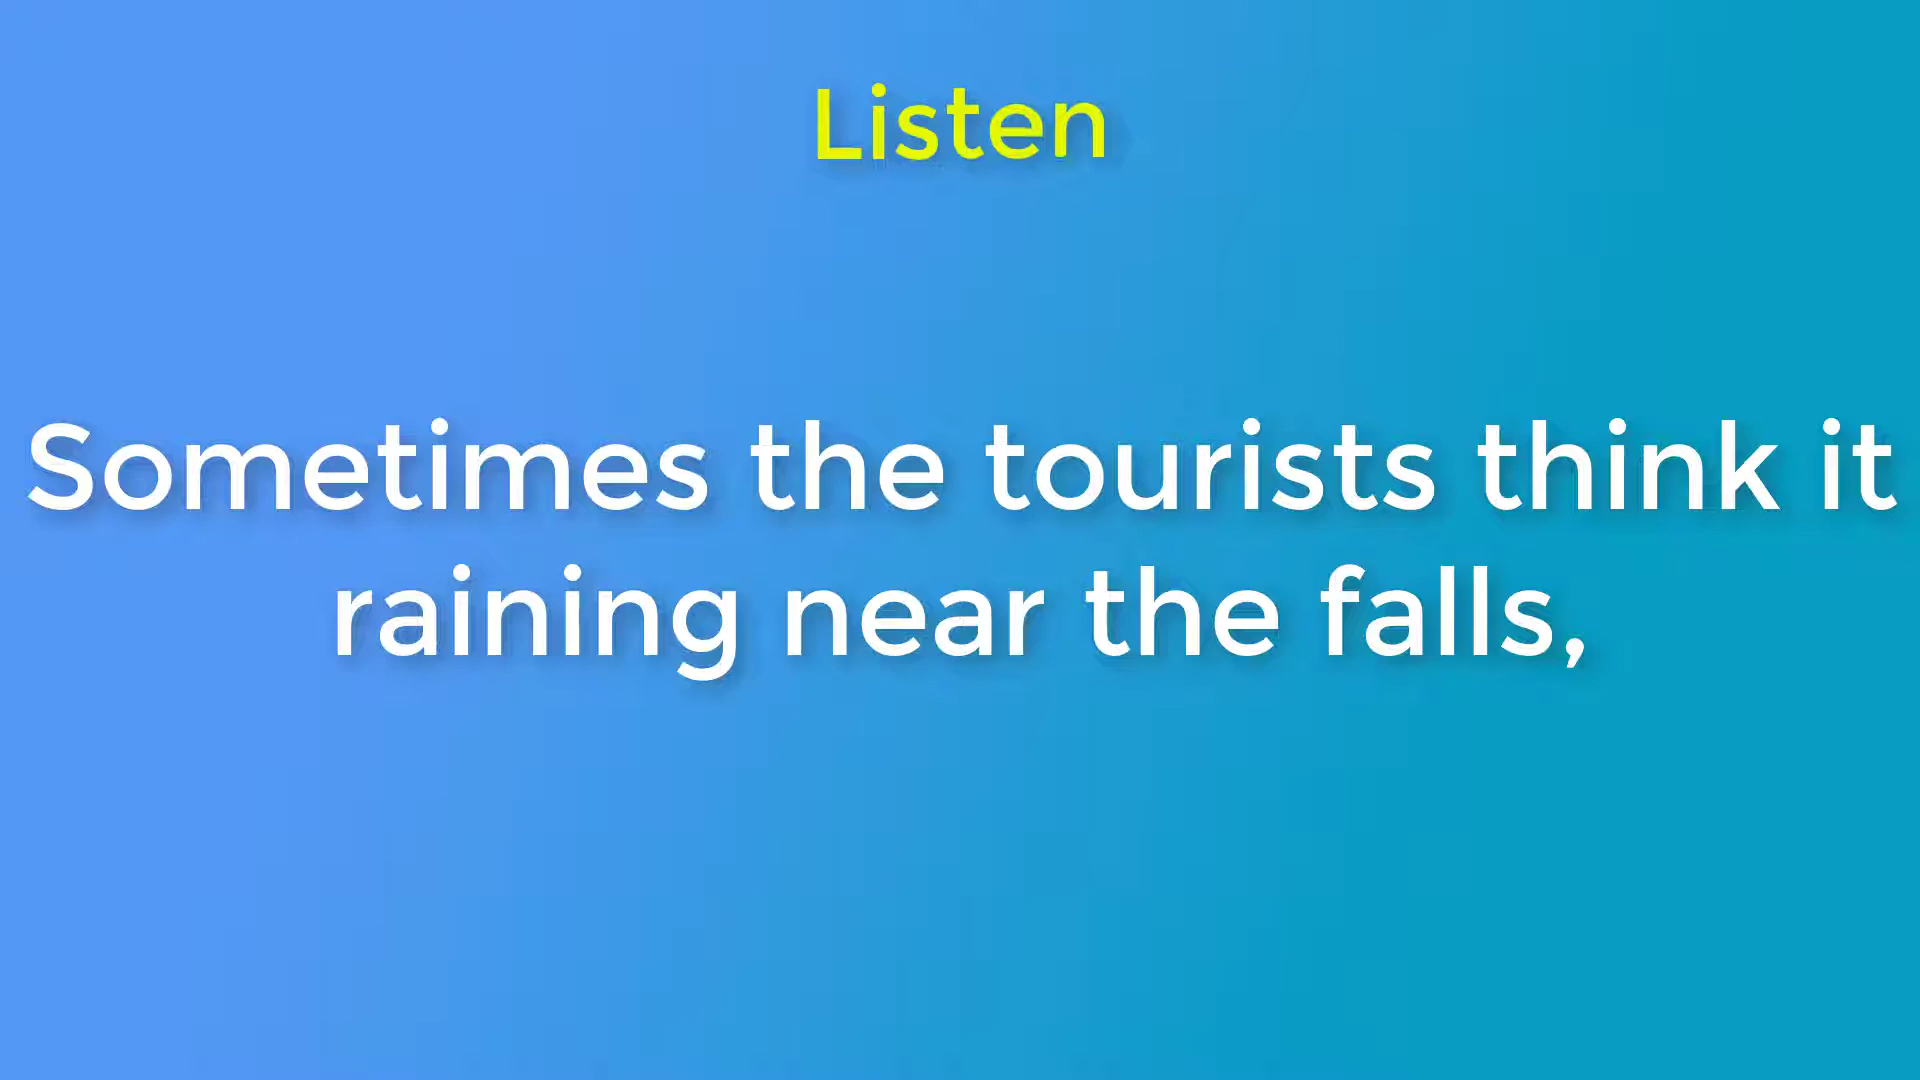 Listen
Sometimes the tourists think it
raining near the falls,